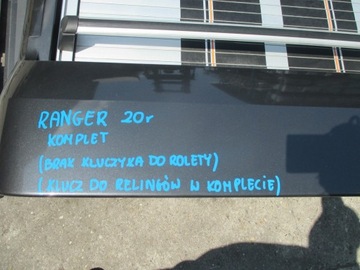 RANGER 20r
KOMPLET
(BRAK KLUCZYKA DO ROLETY)
(KLUCZ DO RELINGÓW W KOMPLECIE)